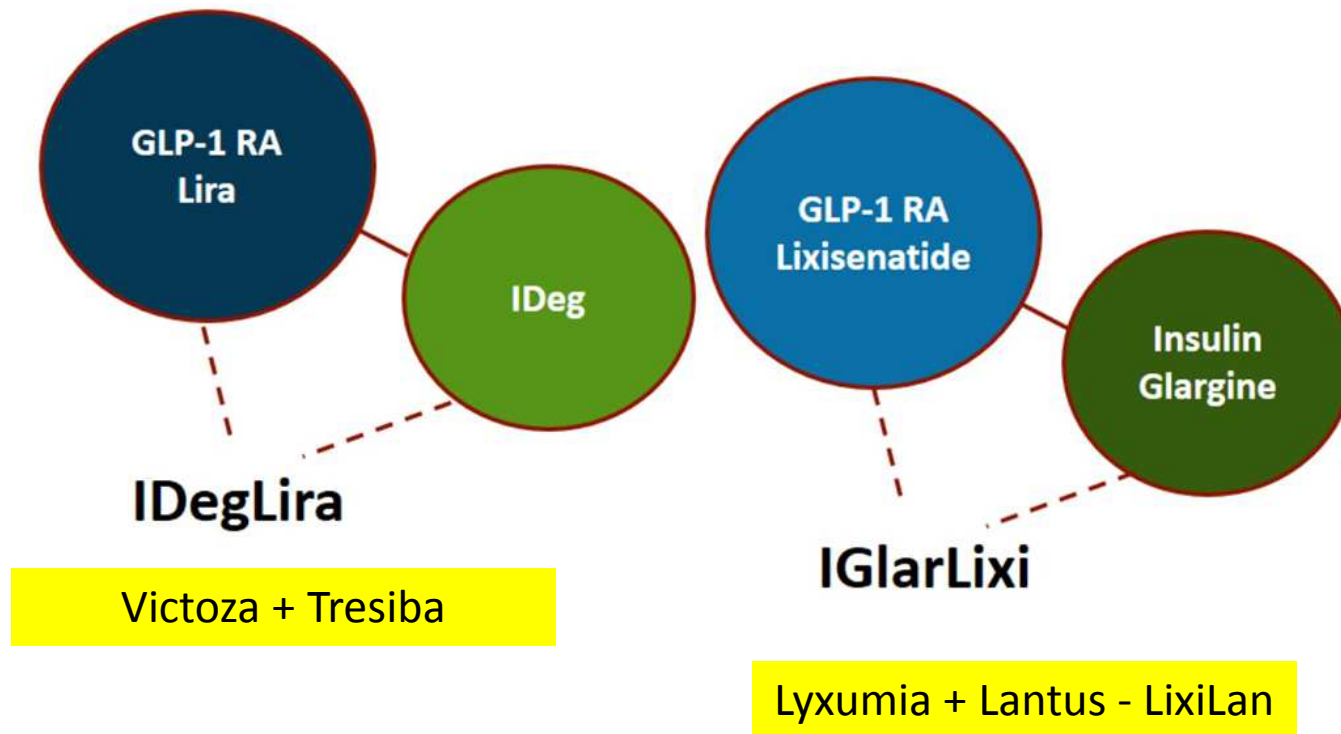 GLP-1 RA
Lira
IDeg
IDegLira
Victoza + Tresiba
GLP-1 RA
Lixisenatide
Insulin
Glargine
IGlarLixi
Lyxumia + Lantus - LixiLan